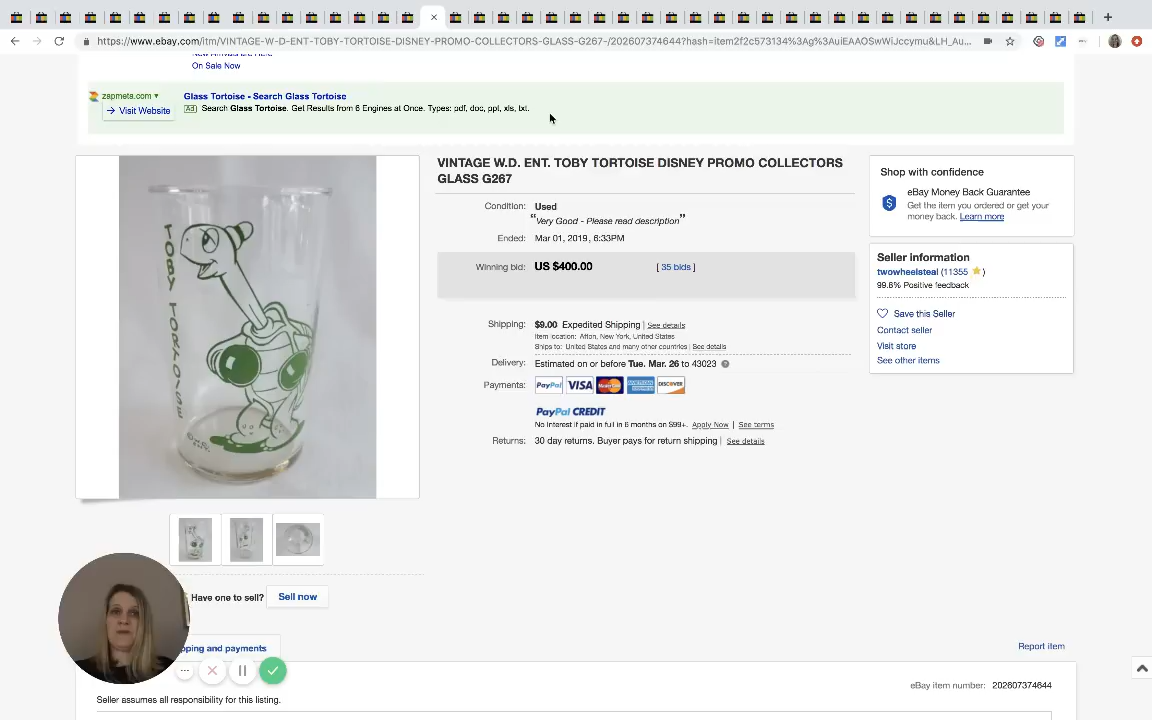 https://www.ebay.com/itm/VINTAGE-W-D-ENT-TOBY-TORTOISE-DISNEY-PROMO-COLLECTORS-GLASS-G267-/202607374644?hash=item2f2c573134%3Ag%3AuiEAAOSwWiJccymu&LH_Au...
On Sale Now
zapmeta.com
Visit Website
Glass Tortoise - Search Glass Tortoise
Ad Search Glass Tortoise. Get Results from 6 Engines at Once. Types: pdf, doc, ppt, xls, txt.
VINTAGE W.D. ENT. TOBY TORTOISE DISNEY PROMO COLLECTORS
GLASS G267
Condition: Used
"Very Good - Please read description"
Ended: Mar 01, 2019, 6:33PM
Winning bid: US $400.00 [ 35 bids ]
Shipping: $9.00 Expedited Shipping | See details
Item location: Afton, New York, United States
Ships to: United States and many other countries | See details
Delivery: Estimated on or before Tue. Mar. 26 to 43023
Payments: PayPal VISA MasterCard AMERICAN EXPRESS DISCOVER
PayPal CREDIT
No Interest if paid in full in 6 months on $99+. Apply Now | See terms
Returns: 30 day returns. Buyer pays for return shipping | See details
Shop with confidence
eBay Money Back Guarantee
Get the item you ordered or get your
money back. Learn more
Seller information
twowheelsteal (11355 )
99.8% Positive feedback
Save this Seller
Contact seller
Visit store
See other items
TOBY TORTOISE
Have one to sell? Sell now
pping and payments
Report item
eBay item number: 202607374644
Seller assumes all responsibility for this listing.